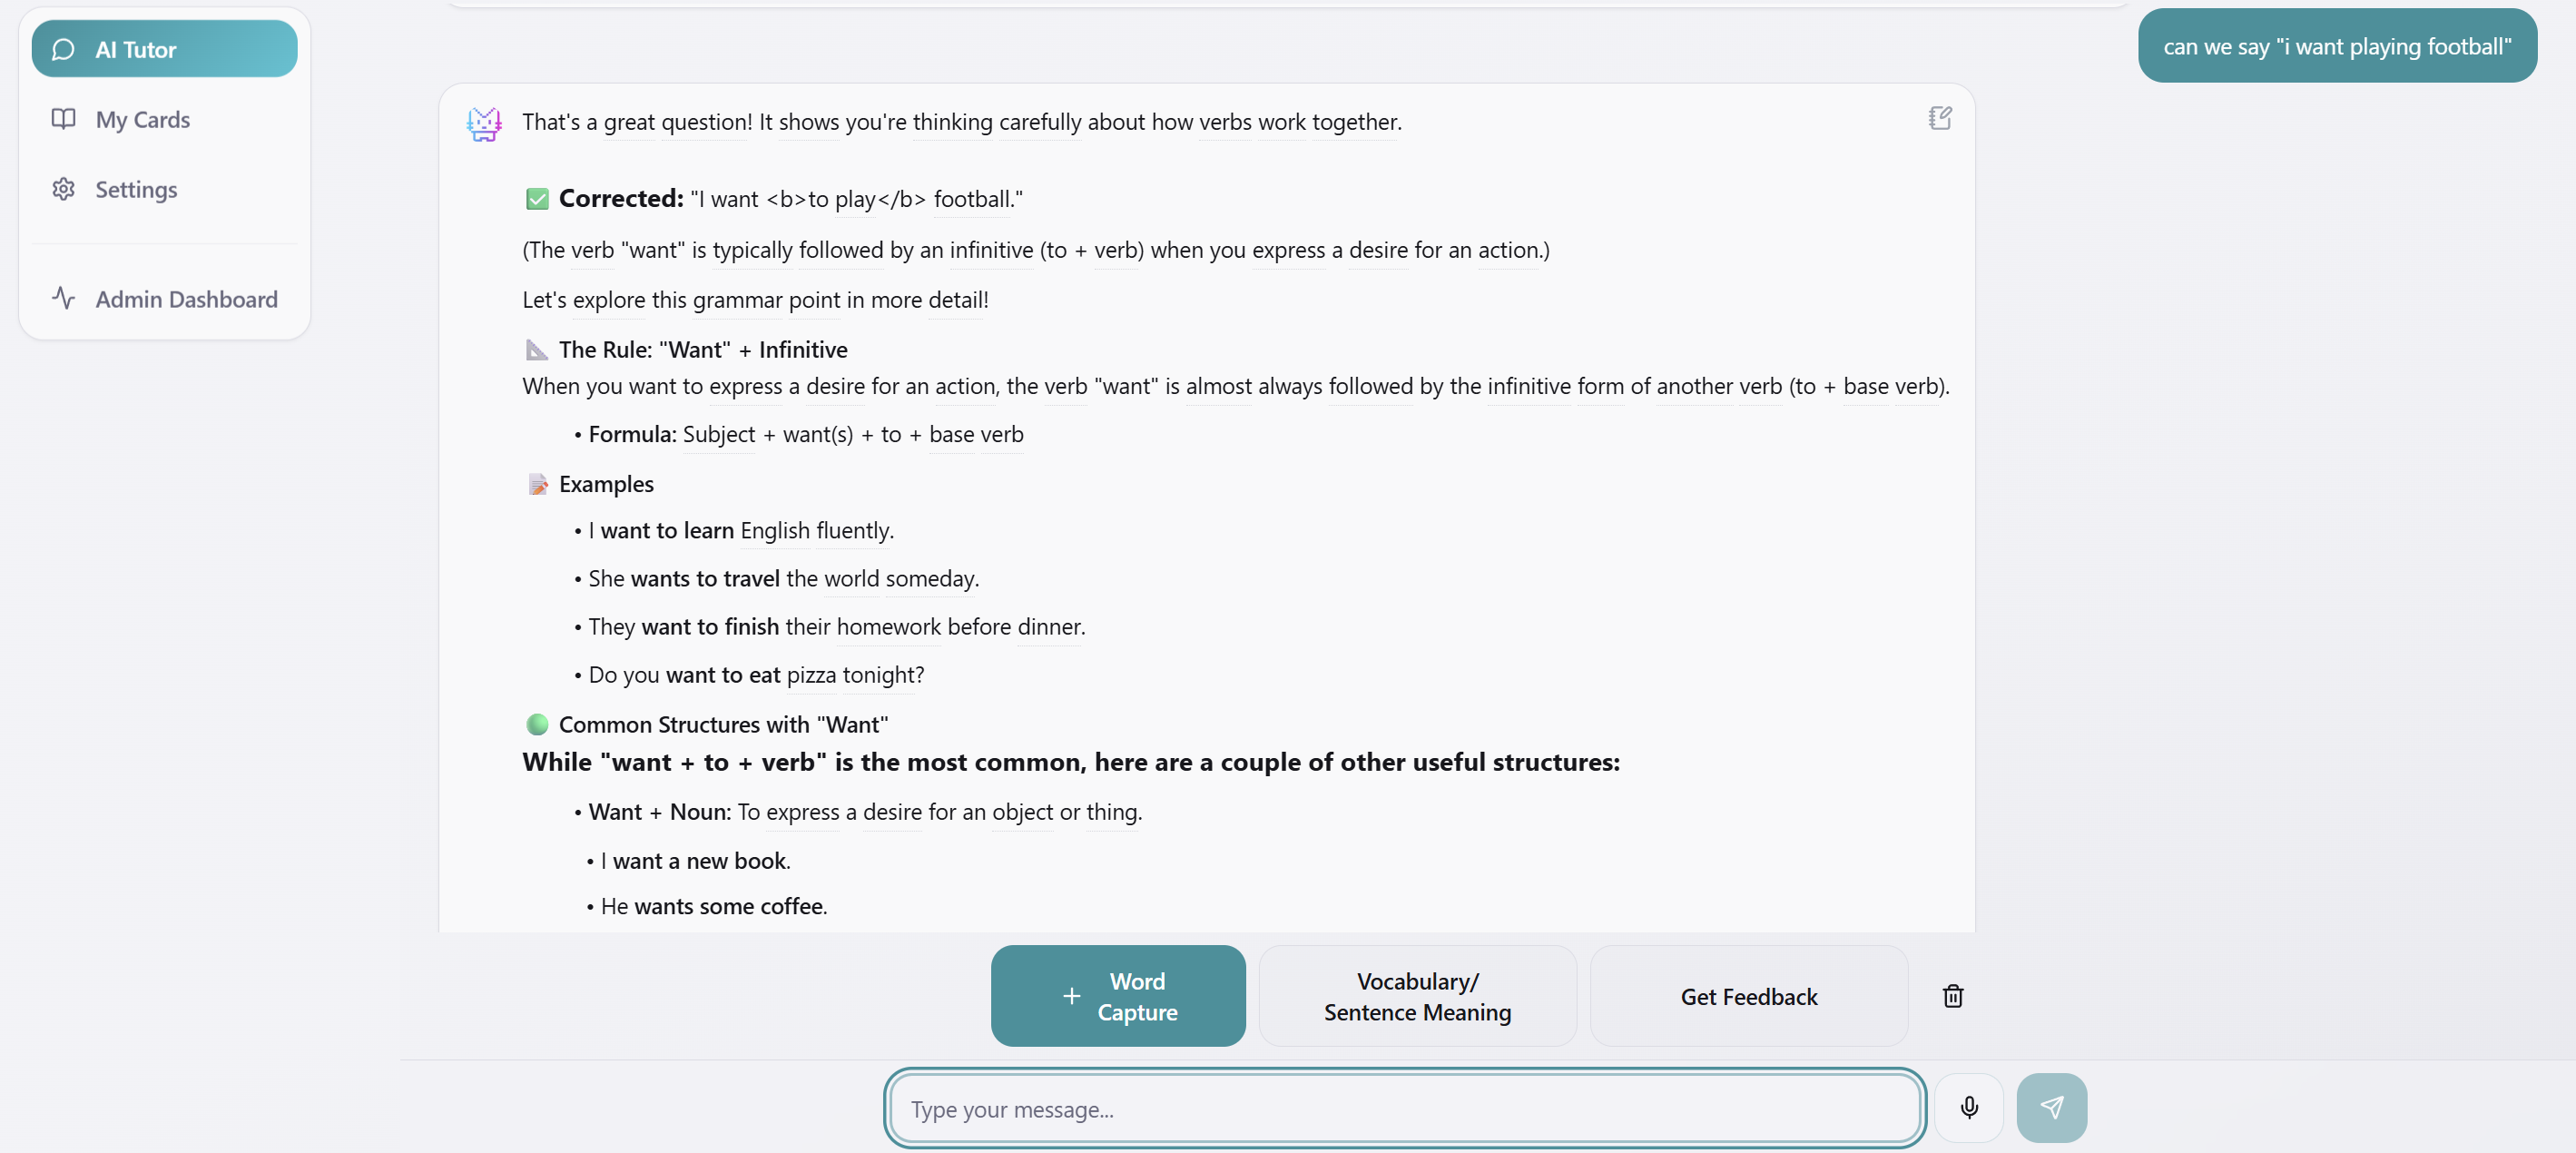 AI Tutor
My Cards
Settings
Admin Dashboard
can we say "i want playing football"
That's a great question! It shows you're thinking carefully about how verbs work together.
✅ Corrected: "I want <b>to play</b> football."
(The verb "want" is typically followed by an infinitive (to + verb) when you express a desire for an action.)
Let's explore this grammar point in more detail!
📐 The Rule: "Want" + Infinitive
When you want to express a desire for an action, the verb "want" is almost always followed by the infinitive form of another verb (to + base verb).
• Formula: Subject + want(s) + to + base verb
📝 Examples
• I want to learn English fluently.
• She wants to travel the world someday.
• They want to finish their homework before dinner.
• Do you want to eat pizza tonight?
🟢 Common Structures with "Want"
While "want + to + verb" is the most common, here are a couple of other useful structures:
• Want + Noun: To express a desire for an object or thing.
• I want a new book.
• He wants some coffee.
+ Word
Capture
Vocabulary/
Sentence Meaning
Get Feedback
Type your message...